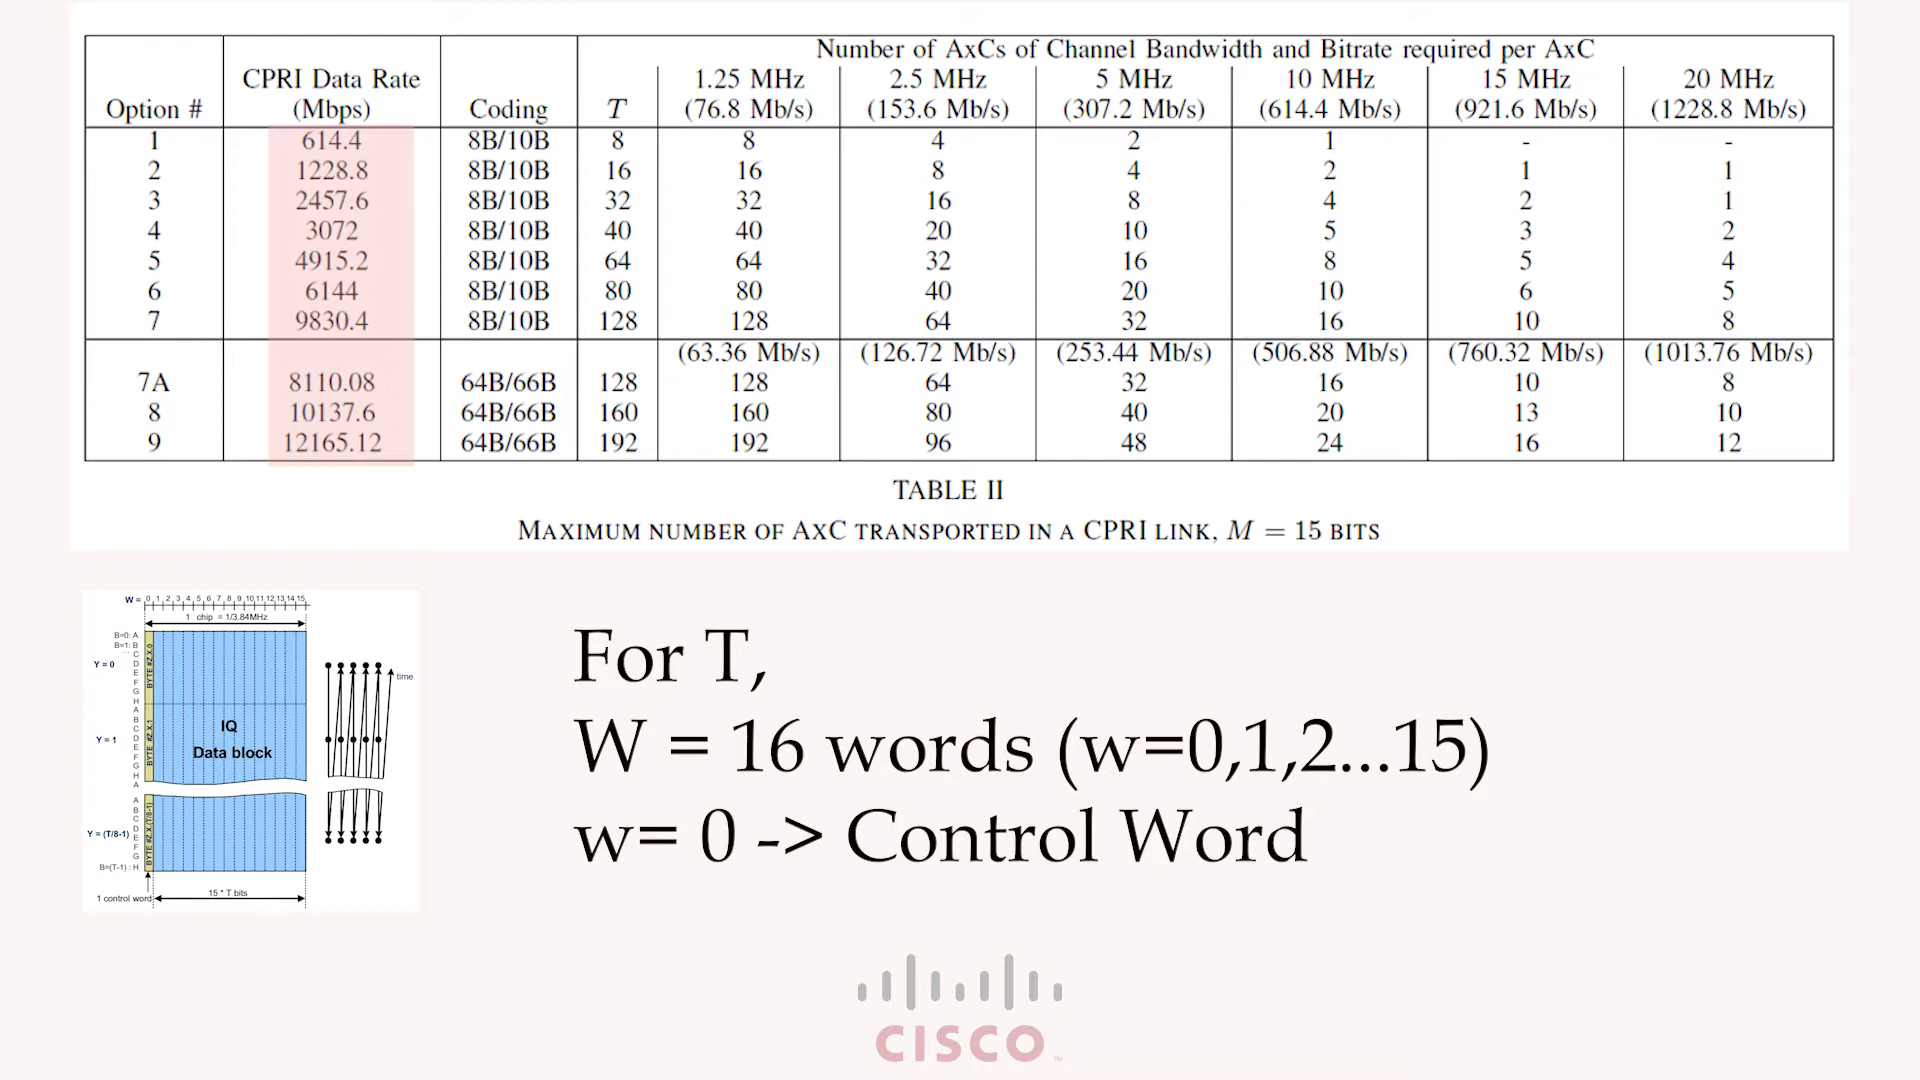 Number of AxCs of Channel Bandwidth and Bitrate required per AxC
CPRI Data Rate 1.25 MHz 2.5 MHz 5 MHz 10 MHz 15 MHz 20 MHz
Option # (Mbps) Coding T (76.8 Mb/s) (153.6 Mb/s) (307.2 Mb/s) (614.4 Mb/s) (921.6 Mb/s) (1228.8 Mb/s)
1 614.4 8B/10B 8 8 4 2 1 - -
2 1228.8 8B/10B 16 16 8 4 2 1 1
3 2457.6 8B/10B 32 32 16 8 4 2 1
4 3072 8B/10B 40 40 20 10 5 3 2
5 4915.2 8B/10B 64 64 32 16 8 5 4
6 6144 8B/10B 80 80 40 20 10 6 5
7 9830.4 8B/10B 128 128 64 32 16 10 8
(63.36 Mb/s) (126.72 Mb/s) (253.44 Mb/s) (506.88 Mb/s) (760.32 Mb/s) (1013.76 Mb/s)
7A 8110.08 64B/66B 128 128 64 32 16 10 8
8 10137.6 64B/66B 160 160 80 40 20 13 10
9 12165.12 64B/66B 192 192 96 48 24 16 12
TABLE II
MAXIMUM NUMBER OF AXC TRANSPORTED IN A CPRI LINK, M = 15 BITS
W = 0 1 2 3 4 5 6 7 8 9 10 11 12 13 14 15
1 chip = 1/3.84MHz
B=0: A
B=1: B
... C
Y = 0 D
E
F
G
H
A
B
C
Y = 1 D
E
F
G
H
A
BYTE #Z.X.0
BYTE #Z.X.1
IQ
Data block
time
A
B
C
Y = (T/8-1) D
E
F
G
B=(T-1) : H
BYTE #Z.X.(T/8-1)
1 control word
15 * T bits
For T,
W = 16 words (w=0,1,2...15)
w= 0 -> Control Word
CISCO
TM